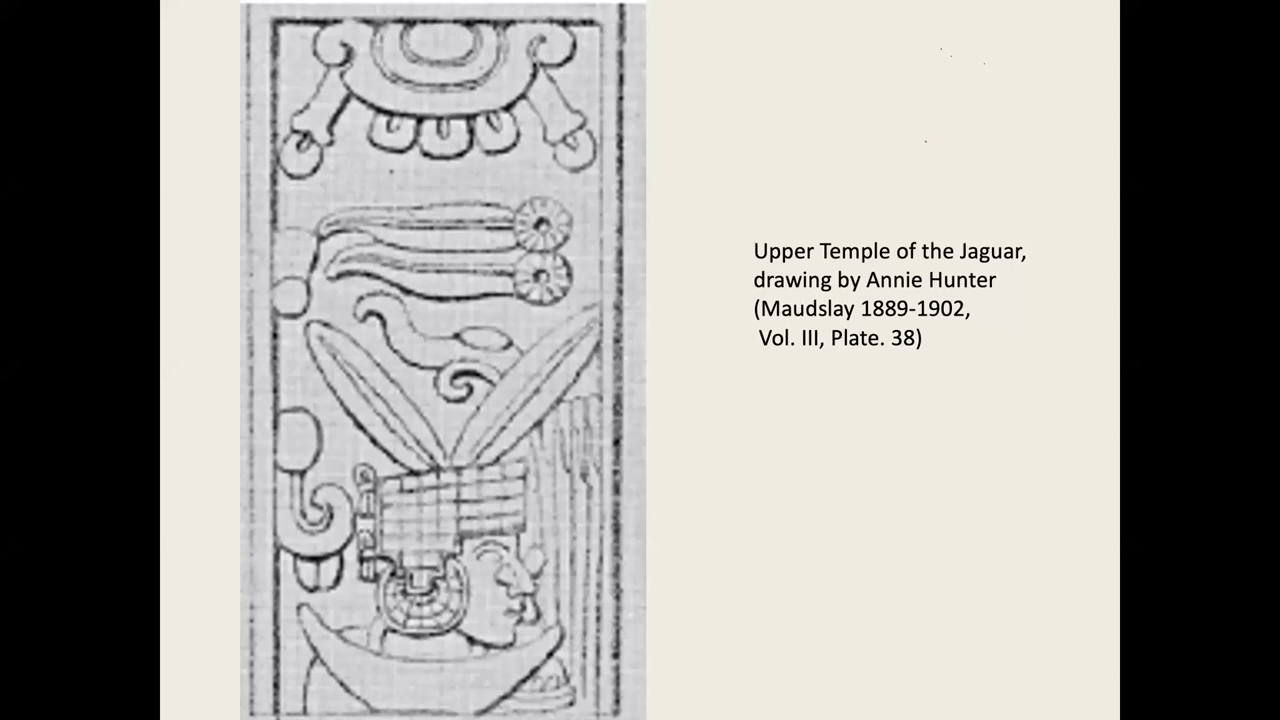 Upper Temple of the Jaguar,
drawing by Annie Hunter
(Maudslay 1889-1902,
Vol. III, Plate. 38)